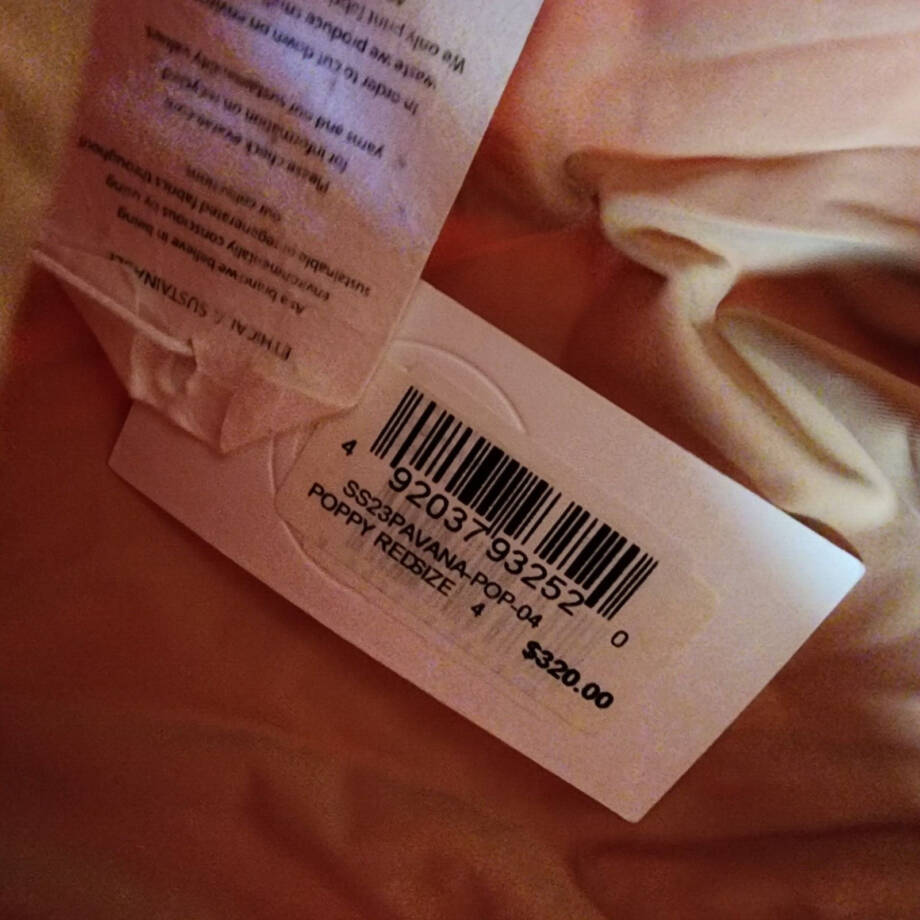 ETHICAL & SUSTAINABLE
As a brand we believe in being
environmentally conscious by using
sustainable or regenerated fabrics throughout
our collections.
Please check
for information on recycled
yarns and our sustainability values
In order to cut down on
waste we produce
We only print
4 92037 93252 0
SS23PAVANA-POP-04
POPPY REDSIZE 4
$320.00